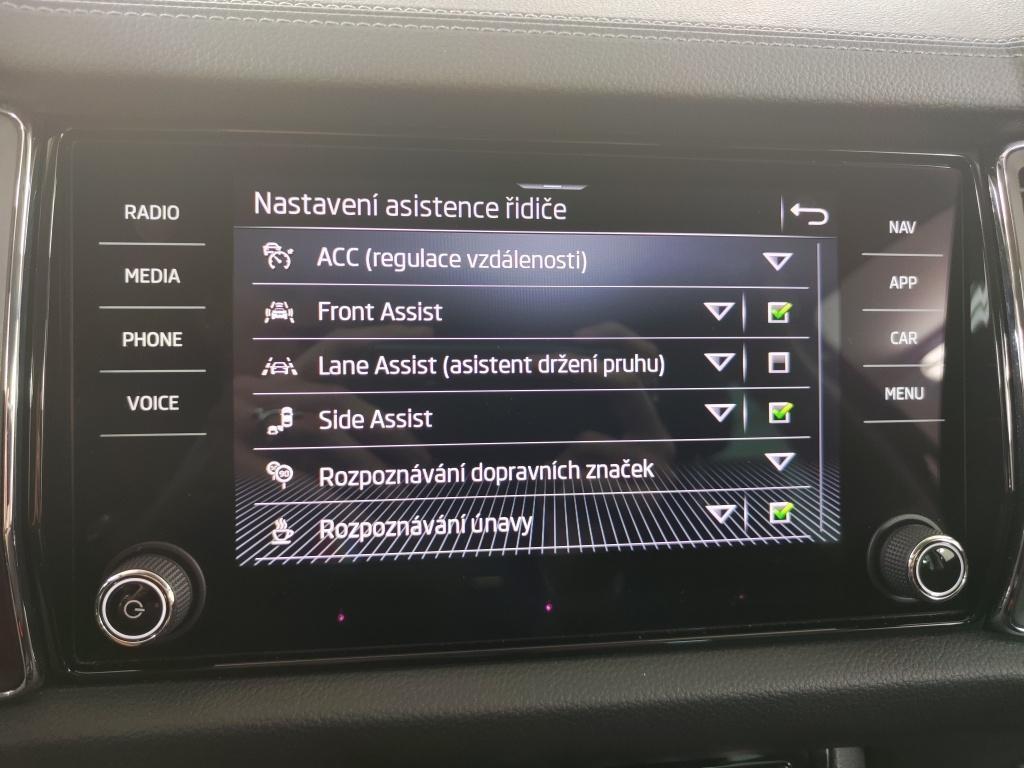 RADIO
MEDIA
PHONE
VOICE
Nastavení asistence řidiče
ACC (regulace vzdálenosti)
Front Assist
Lane Assist (asistent držení pruhu)
Side Assist
Rozpoznávání dopravních značek
Rozpoznávání únavy
NAV
APP
CAR
MENU